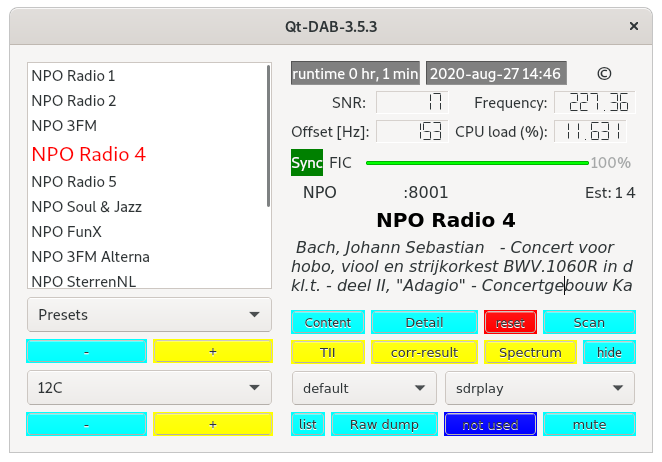 Qt-DAB-3.5.3
×
NPO Radio 1
NPO Radio 2
NPO 3FM
NPO Radio 4
NPO Radio 5
NPO Soul & Jazz
NPO FunX
NPO 3FM Alterna
NPO SterrenNL
Presets
- +
12C
- +
runtime 0 hr, 1 min 2020-aug-27 14:46 ©
SNR: 17 Frequency: 227.36
Offset [Hz]: 153 CPU load (%): 11.631
Sync FIC 100%
NPO :8001 Est: 1 4
NPO Radio 4
Bach, Johann Sebastian - Concert voor
hobo, viool en strijkorkest BWV.1060R in d
kl.t. - deel II, "Adagio" - Concertgebouw Ka
Content Detail reset Scan
TII corr-result Spectrum hide
default sdrplay
list Raw dump not used mute